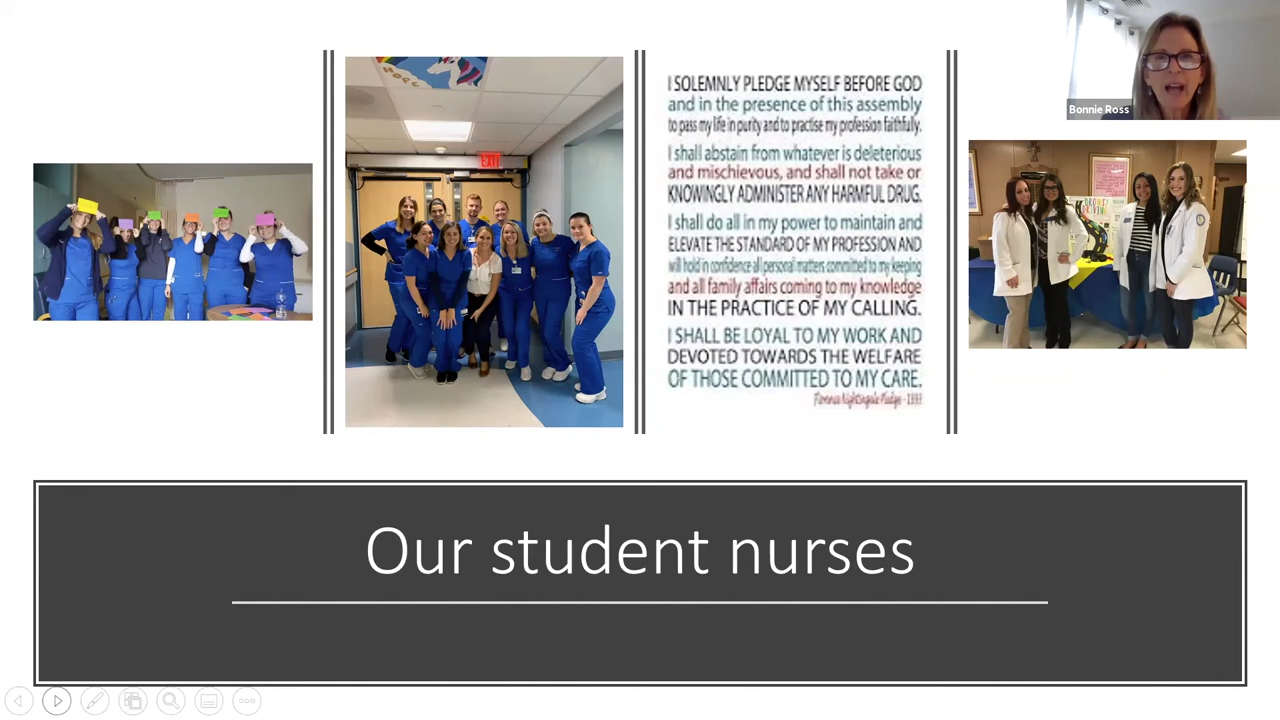 HOPE
EXIT
I SOLEMNLY PLEDGE MYSELF BEFORE GOD
and in the presence of this assembly
to pass my life in purity and to practise my profession faithfully.
I shall abstain from whatever is deleterious
and mischievous, and shall not take or
KNOWINGLY ADMINISTER ANY HARMFUL DRUG.
I shall do all in my power to maintain and
ELEVATE THE STANDARD OF MY PROFESSION AND
will hold in confidence all personal matters committed to my keeping
and all family affairs coming to my knowledge
IN THE PRACTICE OF MY CALLING.
I SHALL BE LOYAL TO MY WORK AND
DEVOTED TOWARDS THE WELFARE
OF THOSE COMMITTED TO MY CARE.
Florence Nightingale Pledge - 1893
Bonnie Ross
DROWSY
DRIVING
Our student nurses